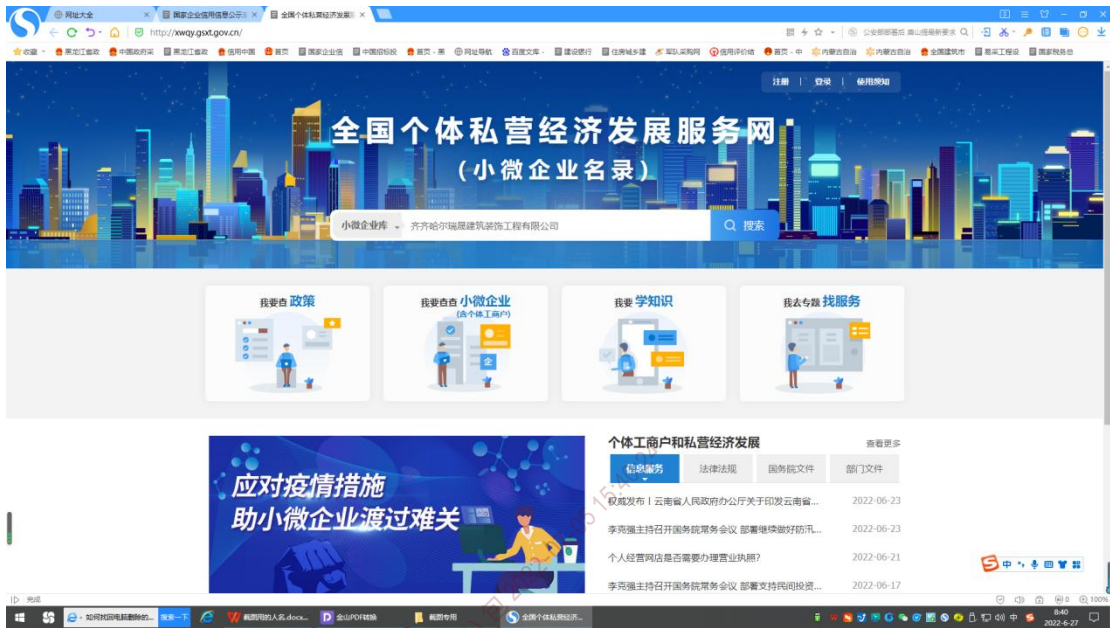 网址大全
国家企业信用信息公示
全国个体私营经济发展
http://xwqy.gsxt.gov.cn/
收藏
黑龙江省政
中国政府采
黑龙江省政
信用中国
首页
国家企业信
中国招标投
首页 - 黑
网址导航
百度文库 -
建设银行
住房城乡建
军队采购网
信用评价结
首页 - 中
内蒙古自治
内蒙古自治
全国建筑市
易采工程设
国家税务总
注册 | 登录 | 使用须知
全国个体私营经济发展服务网
(小微企业名录)
小微企业库
齐齐哈尔瑞晟建筑装饰工程有限公司
搜索
我要查 政策
我要自查 小微企业
(含个体工商户)
我要 学知识
我去专题 找服务
企
应对疫情措施
助小微企业渡过难关
个体工商户和私营经济发展
查看更多
信息服务
法律法规
国务院文件
部门文件
权威发布丨云南省人民政府办公厅关于印发云南省... 2022-06-23
李克强主持召开国务院常务会议 部署继续做好防汛... 2022-06-23
个人经营网店是否需要办理营业执照? 2022-06-21
李克强主持召开国务院常务会议 部署支持民间投资... 2022-06-17
完成
100%
如何找回电脑删除的...
搜索一下
截图用的人名.docx...
金山PDF转换
截图专用
全国个体私营经济...
中
8:40
2022-6-27